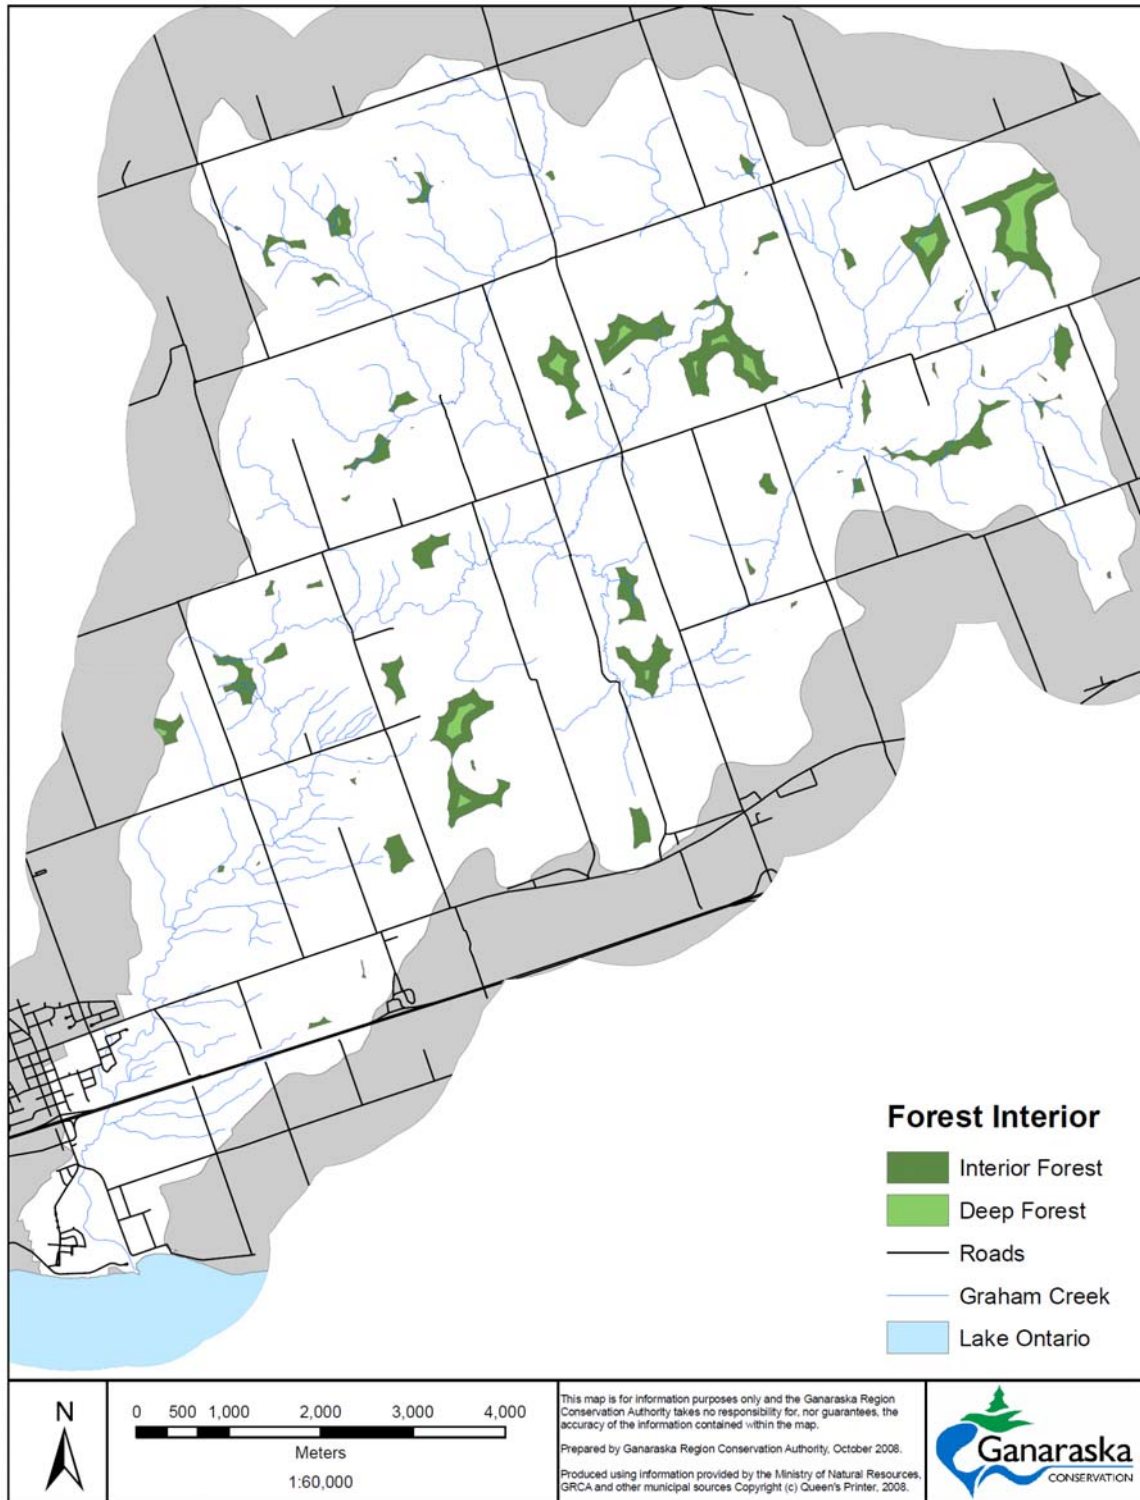 Forest Interior
Interior Forest
Deep Forest
Roads
Graham Creek
Lake Ontario
N
0 500 1,000 2,000 3,000 4,000
Meters
1:60,000
This map is for information purposes only and the Ganaraska Region
Conservation Authority takes no responsibility for, nor guarantees, the
accuracy of the information contained within the map.
Prepared by Ganaraska Region Conservation Authority, October 2008.
Produced using information provided by the Ministry of Natural Resources,
GRCA and other municipal sources Copyright (c) Queen's Printer, 2008.
Ganaraska
CONSERVATION